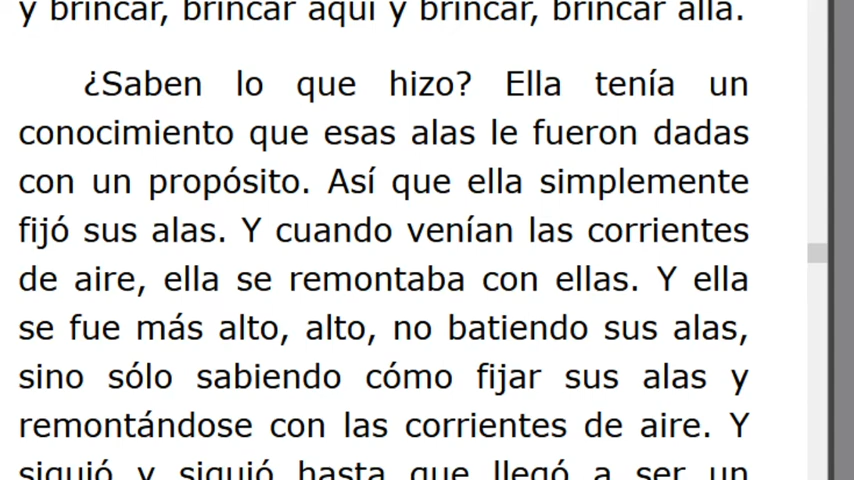 y brincar, brincar aquí y brincar, brincar allá.
¿Saben lo que hizo? Ella tenía un
conocimiento que esas alas le fueron dadas
con un propósito. Así que ella simplemente
fijó sus alas. Y cuando venían las corrientes
de aire, ella se remontaba con ellas. Y ella
se fue más alto, alto, no batiendo sus alas,
sino sólo sabiendo cómo fijar sus alas y
remontándose con las corrientes de aire. Y
siguió y siguió hasta que llegó a ser un